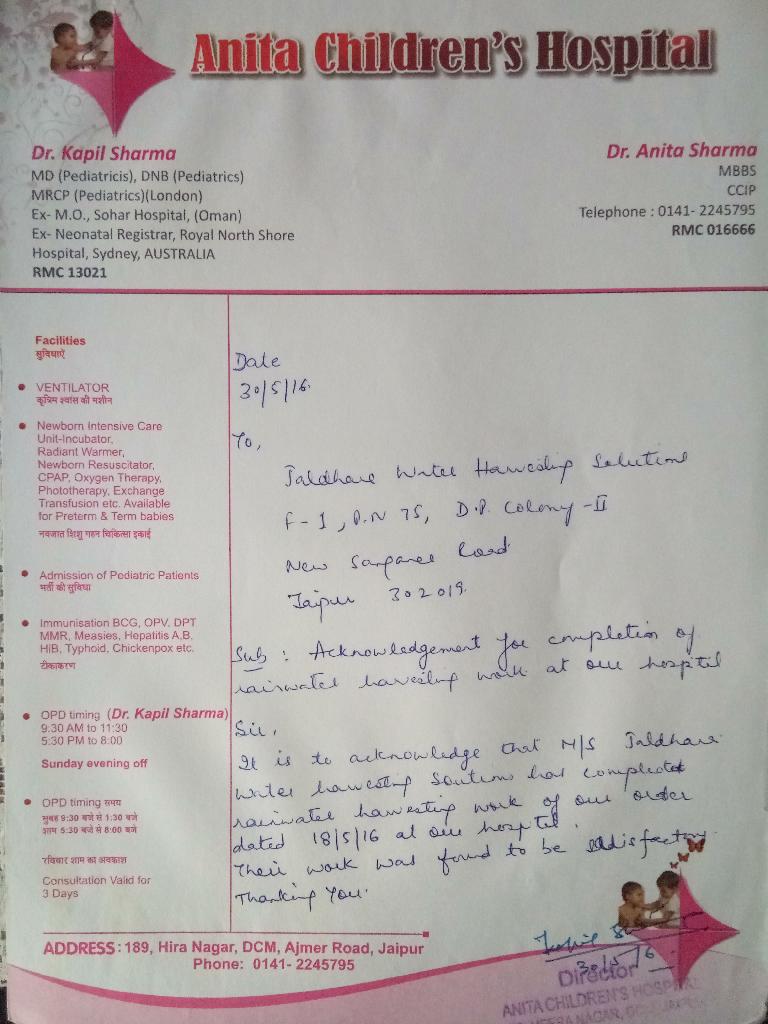 Anita Children's Hospital
Dr. Kapil Sharma
MD (Pediatricis), DNB (Pediatrics)
MRCP (Pediatrics)(London)
Ex- M.O., Sohar Hospital, (Oman)
Ex- Neonatal Registrar, Royal North Shore
Hospital, Sydney, AUSTRALIA
RMC 13021
Dr. Anita Sharma
MBBS
CCIP
Telephone : 0141- 2245795
RMC 016666
Facilities
सुविधाऐं
VENTILATOR
कृत्रिम श्वांस की मशीन
Newborn Intensive Care
Unit-Incubator,
Radiant Warmer,
Newborn Resuscitator,
CPAP, Oxygen Therapy,
Phototherapy, Exchange
Transfusion etc. Available
for Preterm & Term babies
नवजात शिशु गहन चिकित्सा इकाई
Admission of Pediatric Patients
भर्ती की सुविधा
Immunisation BCG, OPV, DPT
MMR, Measies, Hepatitis A,B,
HIB, Typhoid, Chickenpox etc.
टीकाकरण
OPD timing (Dr. Kapil Sharma)
9:30 AM to 11:30
5:30 PM to 8:00
Sunday evening off
OPD timing समय
सुबह 9:30 बजे से 1:30 बजे
शाम 5:30 बजे से 8:00 बजे
रविवार शाम का अवकाश
Consultation Valid for
3 Days
Date
30/5/16.
To,
Jaldhara Water Harvesting Solutions
F-1, P.N 75, D.P. Colony -II
New Sanganer Road
Jaipur 302019.
Sub : Acknowledgement for completion of
rainwater harvesting work at our hospital
Sir,
It is to acknowledge that M/S Jaldhara
water harvesting Soutions has completed
rainwater harvesting work of our order
dated 18/5/16 at our hospital.
Their work was found to be satisfactory.
Thanking You.
30/5/16
Director
ANITA CHILDREN'S HOSPITAL
ADDRESS : 189, Hira Nagar, DCM, Ajmer Road, Jaipur
Phone: 0141- 2245795